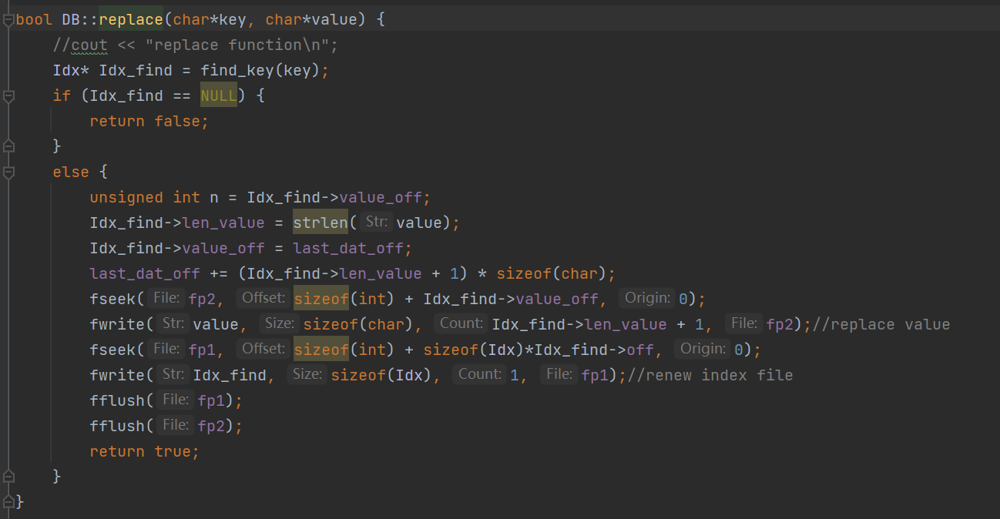 bool DB::replace(char*key, char*value) {
    //cout << "replace function\n";
    Idx* Idx_find = find_key(key);
    if (Idx_find == NULL) {
        return false;
    }
    else {
        unsigned int n = Idx_find->value_off;
        Idx_find->len_value = strlen( Str: value);
        Idx_find->value_off = last_dat_off;
        last_dat_off += (Idx_find->len_value + 1) * sizeof(char);
        fseek( File: fp2, Offset: sizeof(int) + Idx_find->value_off, Origin: 0);
        fwrite( Str: value, Size: sizeof(char), Count: Idx_find->len_value + 1, File: fp2);//replace value
        fseek( File: fp1, Offset: sizeof(int) + sizeof(Idx)*Idx_find->off, Origin: 0);
        fwrite( Str: Idx_find, Size: sizeof(Idx), Count: 1, File: fp1);//renew index file
        fflush( File: fp1);
        fflush( File: fp2);
        return true;
    }
}